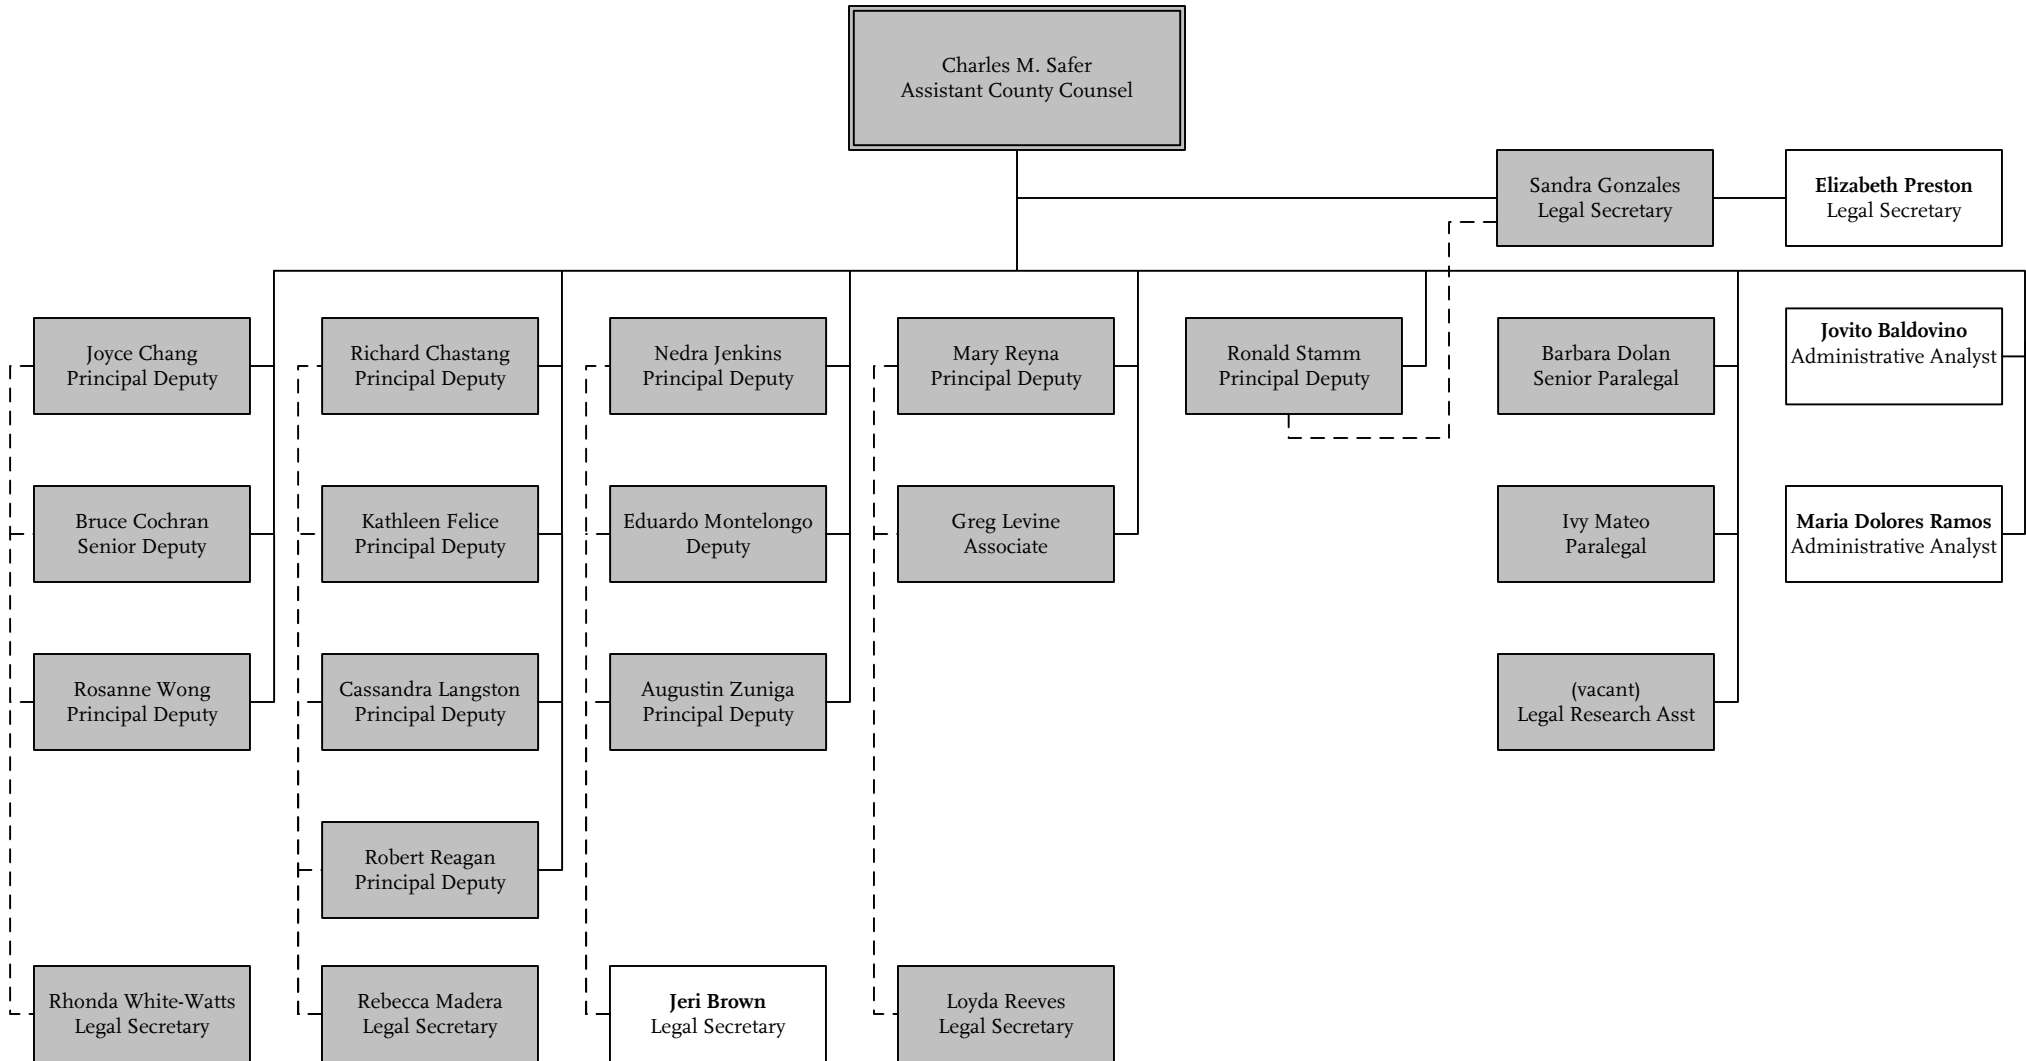 Charles M. Safer
Assistant County Counsel
Sandra Gonzales
Legal Secretary
Elizabeth Preston
Legal Secretary
Joyce Chang
Principal Deputy
Richard Chastang
Principal Deputy
Nedra Jenkins
Principal Deputy
Mary Reyna
Principal Deputy
Ronald Stamm
Principal Deputy
Barbara Dolan
Senior Paralegal
Jovito Baldovino
Administrative Analyst
Bruce Cochran
Senior Deputy
Kathleen Felice
Principal Deputy
Eduardo Montelongo
Deputy
Greg Levine
Associate
Ivy Mateo
Paralegal
Maria Dolores Ramos
Administrative Analyst
Rosanne Wong
Principal Deputy
Cassandra Langston
Principal Deputy
Augustin Zuniga
Principal Deputy
(vacant)
Legal Research Asst
Robert Reagan
Principal Deputy
Rhonda White-Watts
Legal Secretary
Rebecca Madera
Legal Secretary
Jeri Brown
Legal Secretary
Loyda Reeves
Legal Secretary